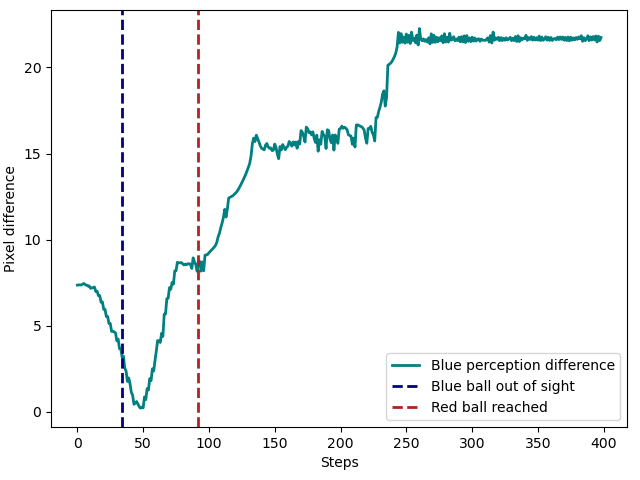 Pixel difference
20
15
10
5
0
Blue perception difference
Blue ball out of sight
Red ball reached
0 50 100 150 200 250 300 350 400
Steps